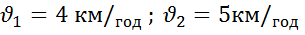 𝜗₁ = 4 км/год ; 𝜗₂ = 5км/год